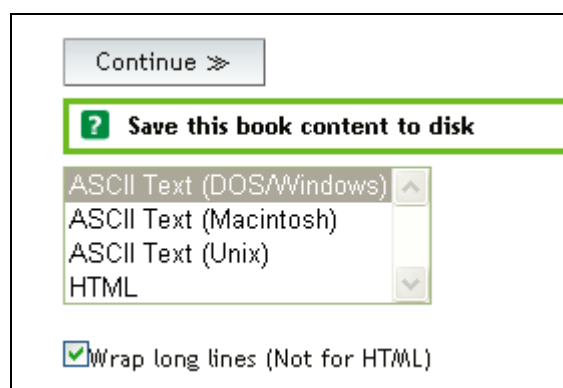 Continue ≫
? Save this book content to disk
ASCII Text (DOS/Windows)
ASCII Text (Macintosh)
ASCII Text (Unix)
HTML
Wrap long lines (Not for HTML)